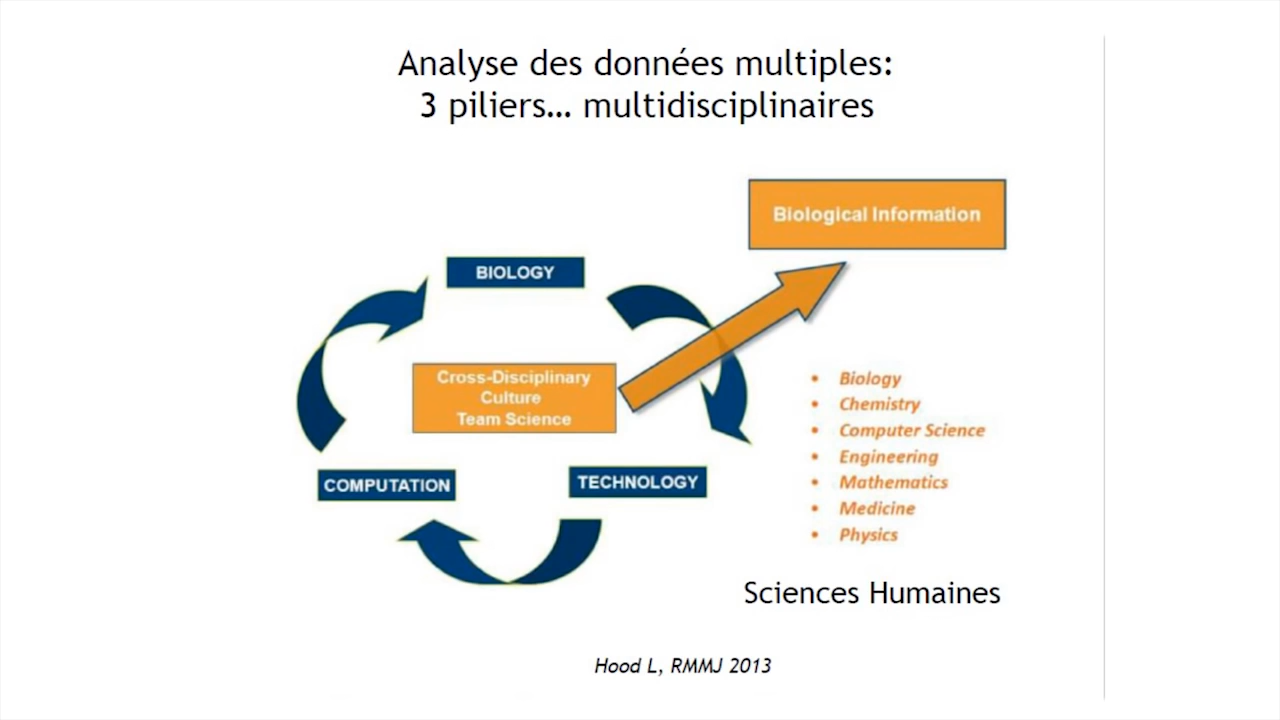 Analyse des données multiples:
3 piliers... multidisciplinaires
Biological Information
BIOLOGY
Cross-Disciplinary
Culture
Team Science
COMPUTATION
TECHNOLOGY
• Biology
• Chemistry
• Computer Science
• Engineering
• Mathematics
• Medicine
• Physics
Sciences Humaines
Hood L, RMMJ 2013